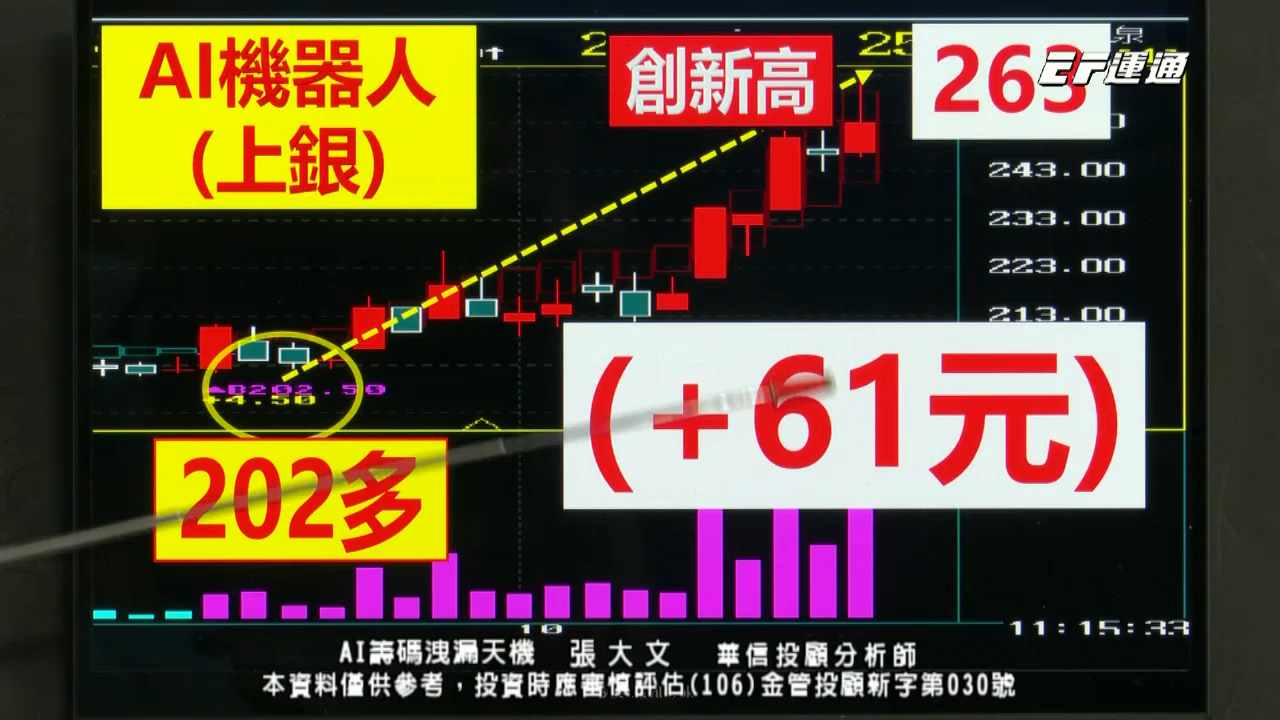 AI機器人
(上銀)
創新高
263
運通
243.00
233.00
223.00
213.00
B202.50
+4.50
(+61元)
202多
10
11:15:33
AI籌碼洩漏天機 張大文 華信投顧分析師
本資料僅供參考，投資時應審慎評估(106)金管投顧新字第030號